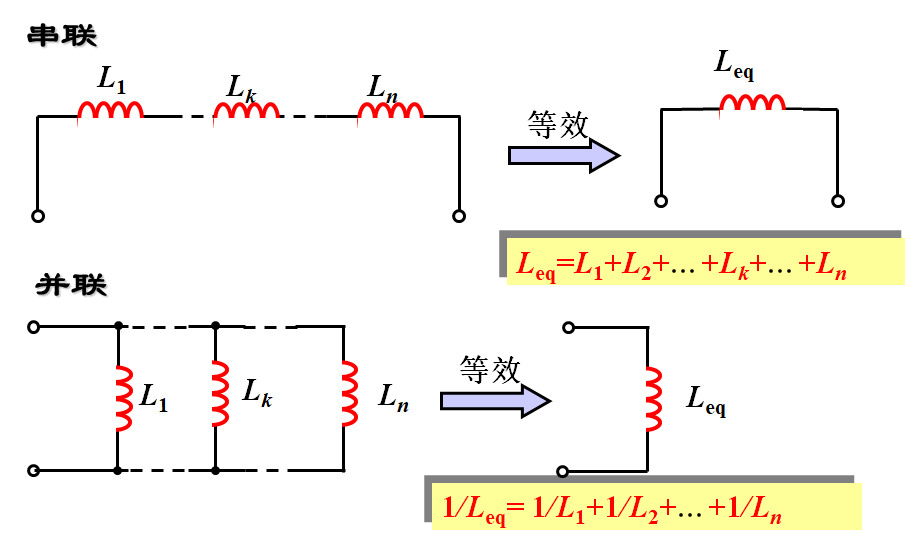 串联
L1 Lk Ln
等效
Leq
Leq=L1+L2+… +Lk+… +Ln
并联
L1 Lk Ln
等效
Leq
1/Leq= 1/L1+1/L2+… +1/Ln